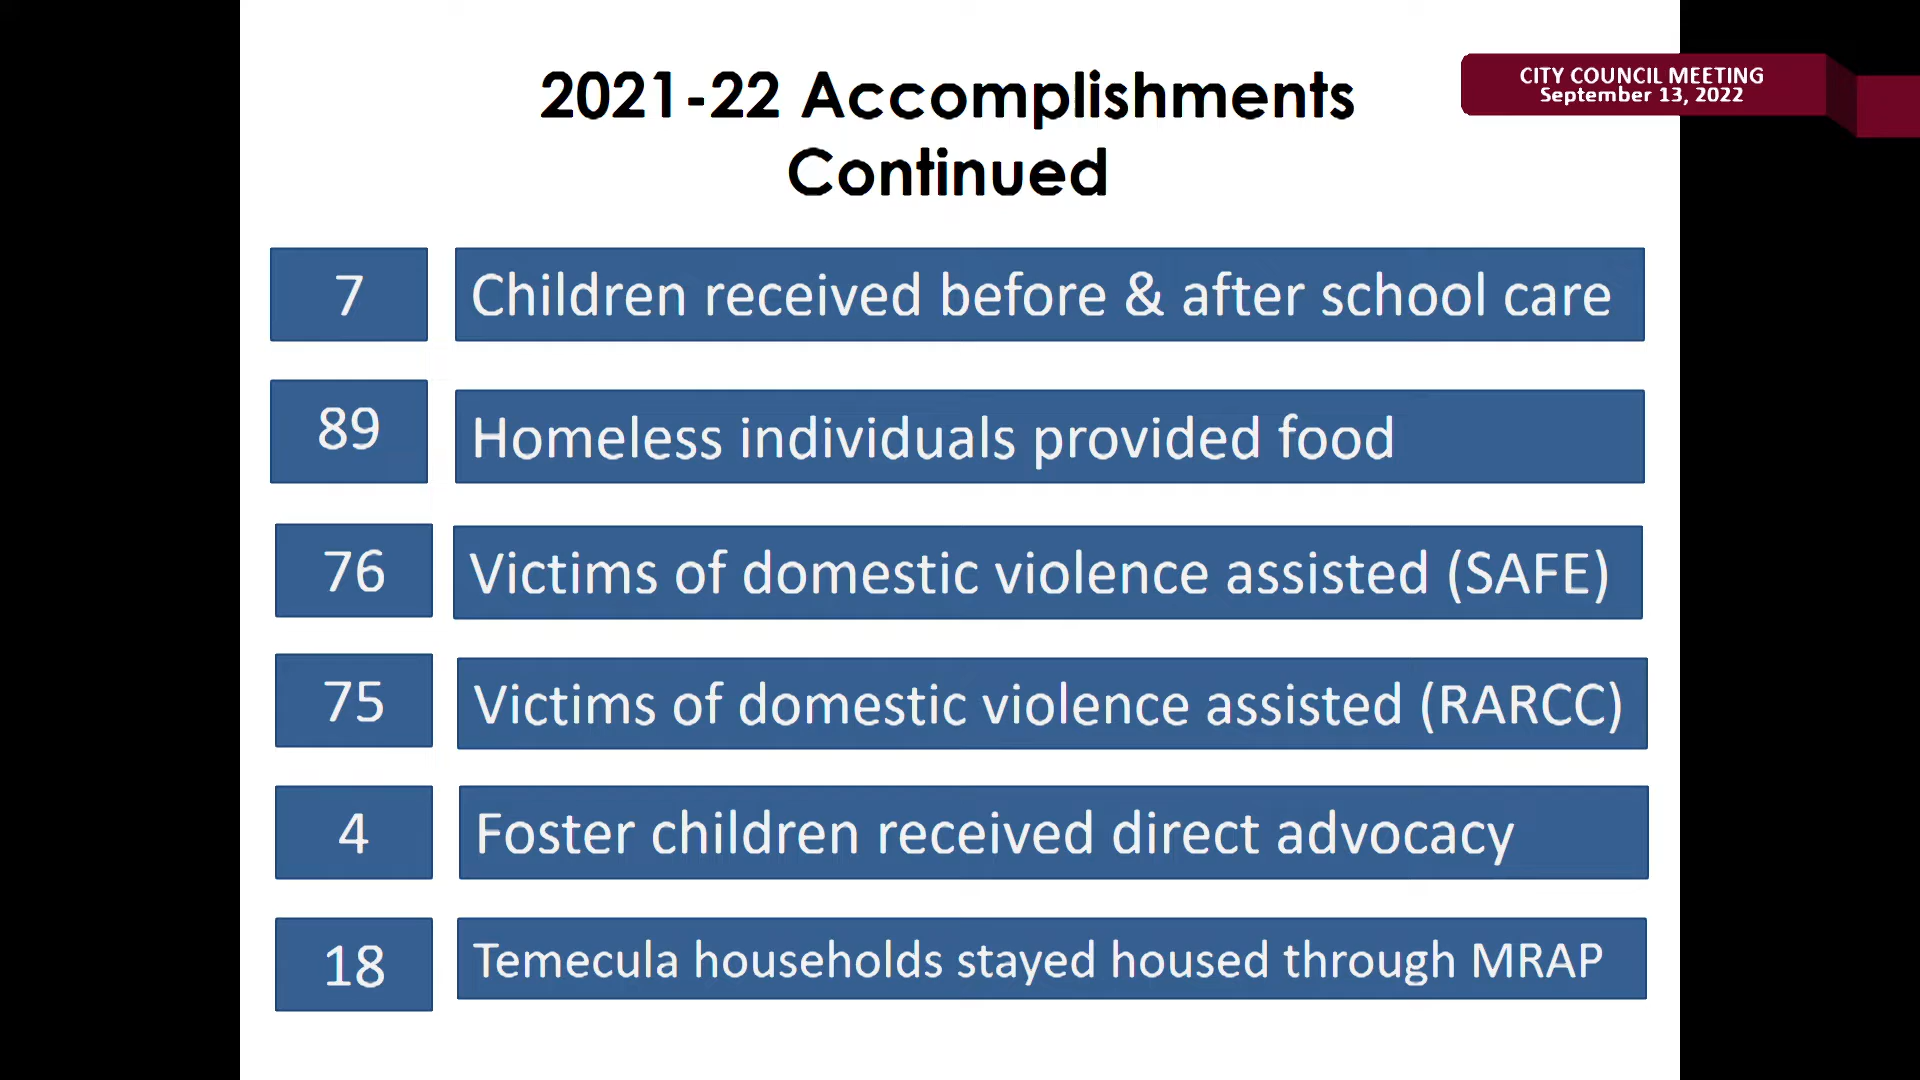 2021-22 Accomplishments
Continued
CITY COUNCIL MEETING
September 13, 2022
7 Children received before & after school care
89 Homeless individuals provided food
76 Victims of domestic violence assisted (SAFE)
75 Victims of domestic violence assisted (RARCC)
4 Foster children received direct advocacy
18 Temecula households stayed housed through MRAP